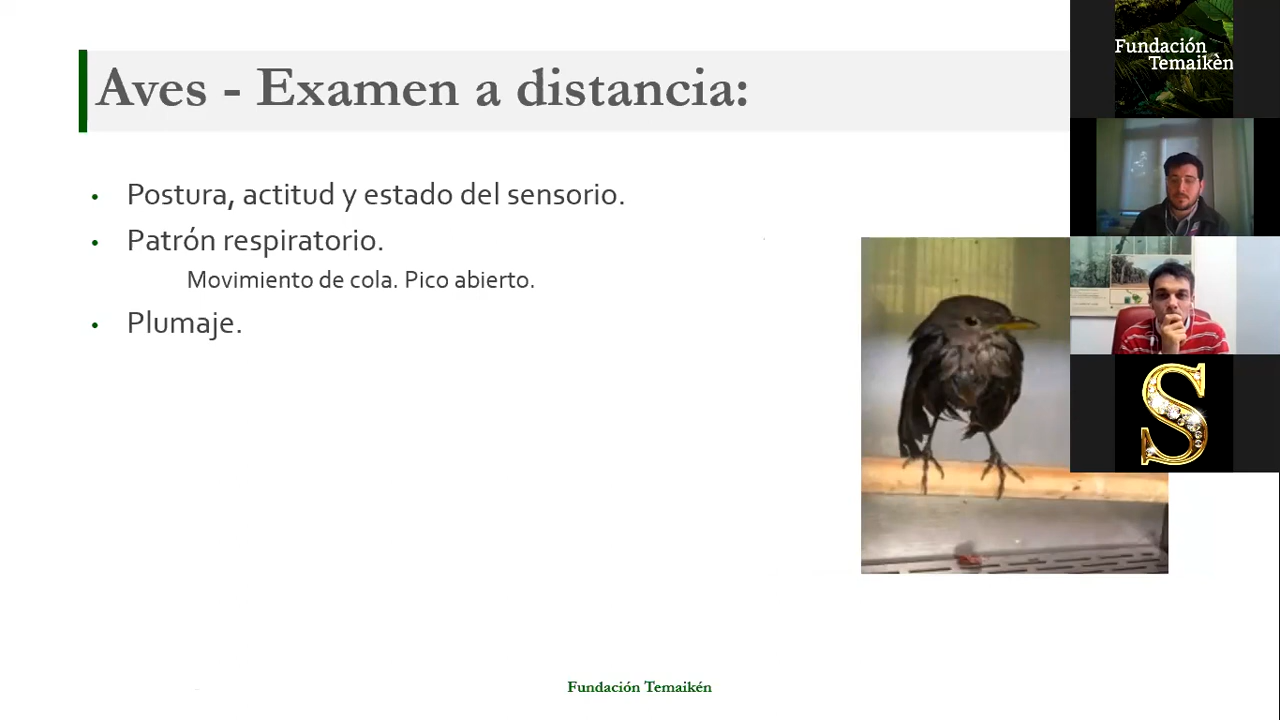 Aves - Examen a distancia:
• Postura, actitud y estado del sensorio.
• Patrón respiratorio.
Movimiento de cola. Pico abierto.
• Plumaje.
Fundación Temaikén
Fundación
Temaikèn
S